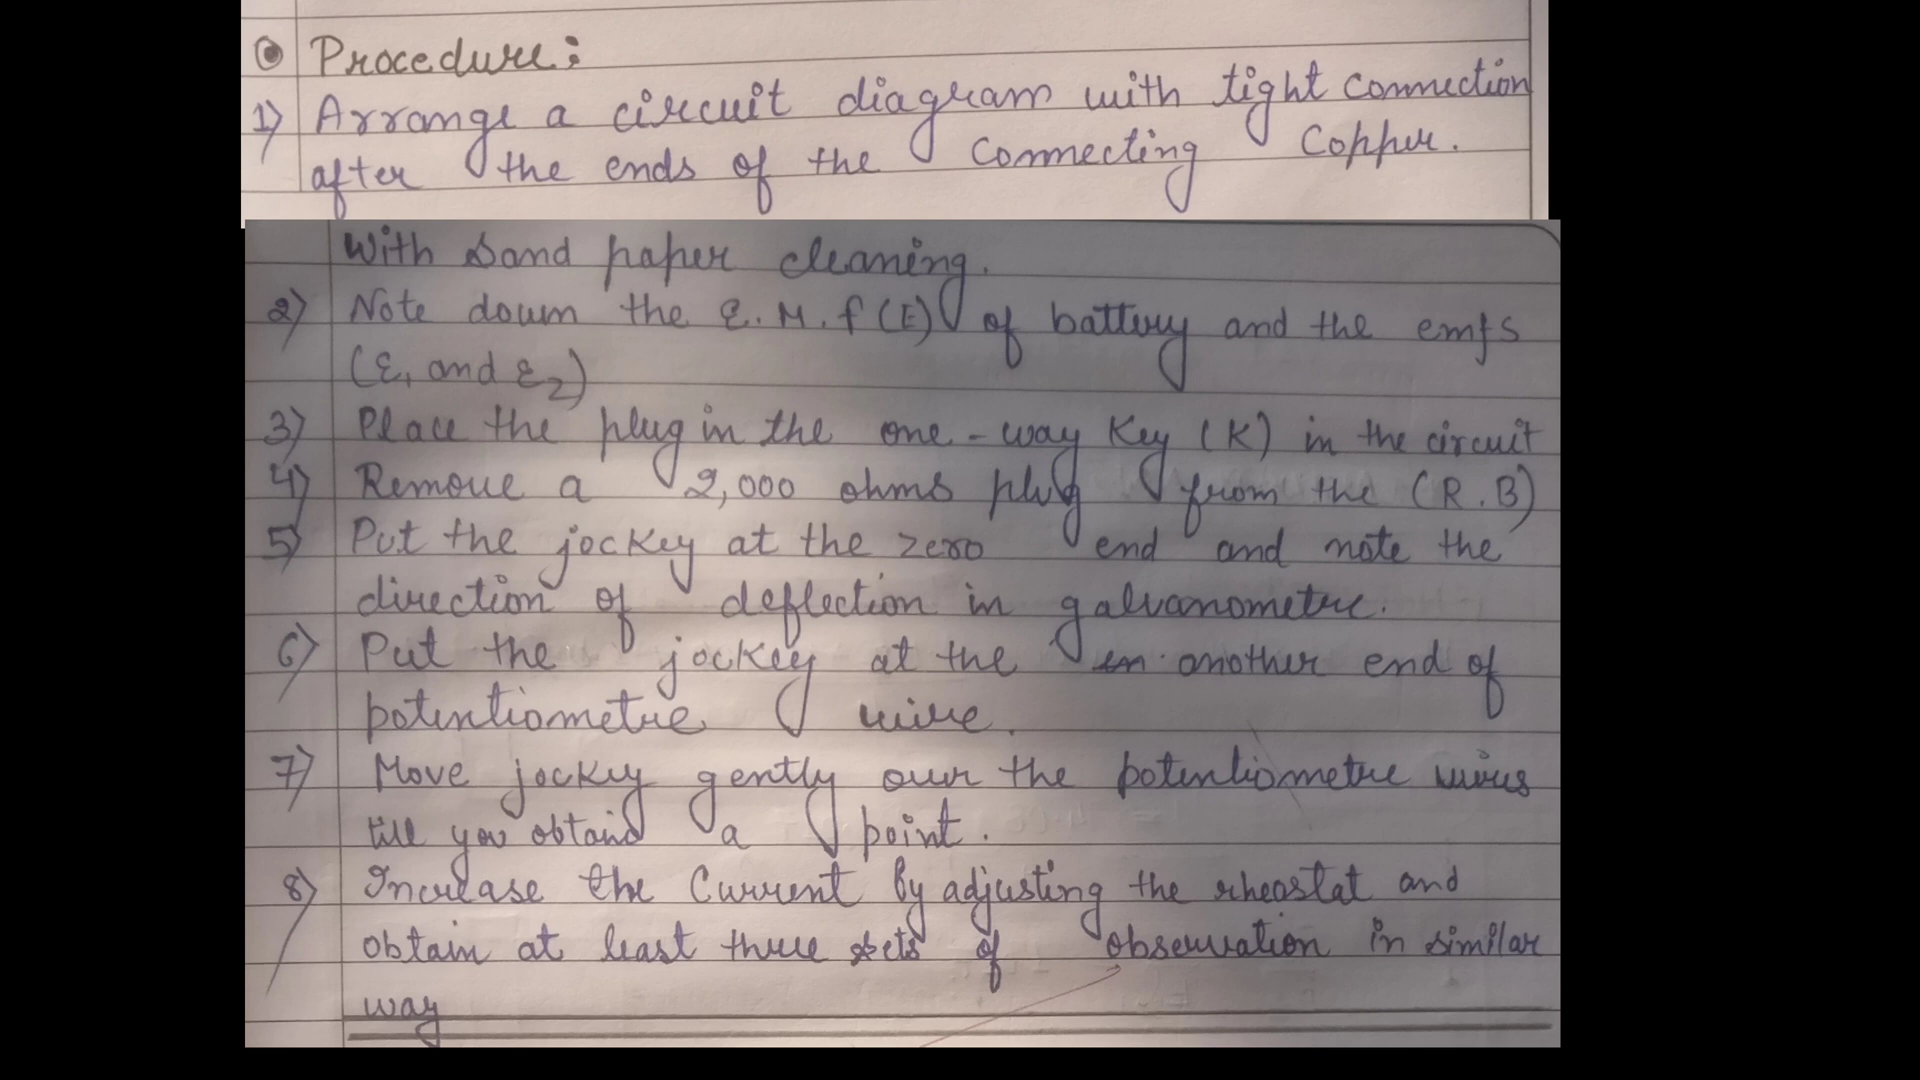 Procedure:
1) Arrange a circuit diagram with tight connection
after the ends of the connecting Copper.
With sand paper cleaning.
2) Note down the E.M.f (E) of battery and the emfs
(ε1 and ε2)
3) Place the plug in the one-way Key (K) in the circuit
4) Remove a 2,000 ohms plug from the (R.B)
5) Put the jockey at the zero end and note the
direction of deflection in galvanometre.
6) Put the jockey at the en another end of
potentiometre wire.
7) Move jockey gently over the potentiometre wires
till you obtain a point.
8) Increase the Current by adjusting the rheostat and
obtain at least three sets of observation in similar
way